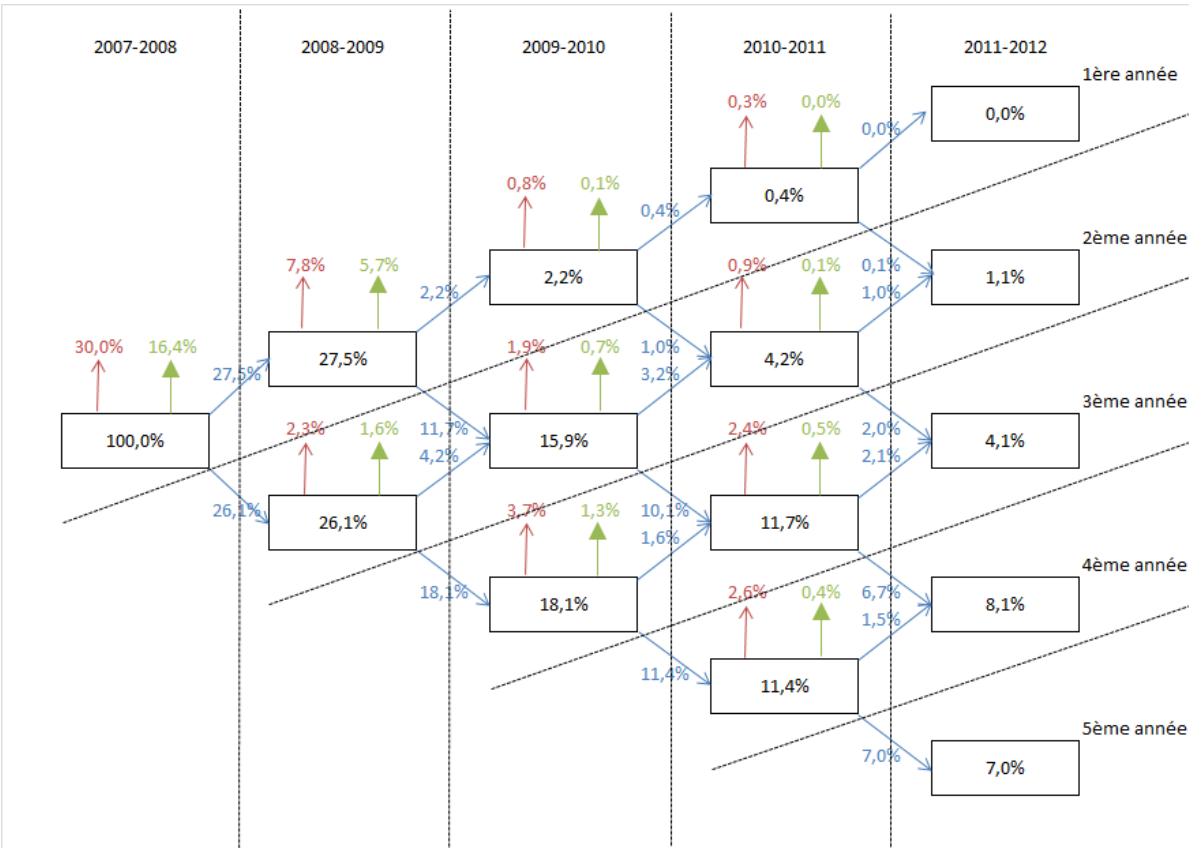 2007-2008 2008-2009 2009-2010 2010-2011 2011-2012
1ère année
0,3% 0,0%
0,0% 0,0%
0,8% 0,1%
0,4% 0,4%
2ème année
7,8% 5,7% 0,9% 0,1% 0,1%
2,2% 2,2% 1,0% 1,1%
30,0% 16,4% 1,9% 0,7% 1,0%
27,5% 27,5% 3,2% 4,2%
3ème année
2,3% 1,6% 11,7% 2,4% 0,5% 2,0%
100,0% 4,2% 15,9% 2,1% 4,1%
26,1% 26,1% 3,7% 1,3% 10,1% 11,7%
1,6%
4ème année
18,1% 18,1% 2,6% 0,4% 6,7% 8,1%
1,5%
11,4% 11,4%
5ème année
7,0% 7,0%